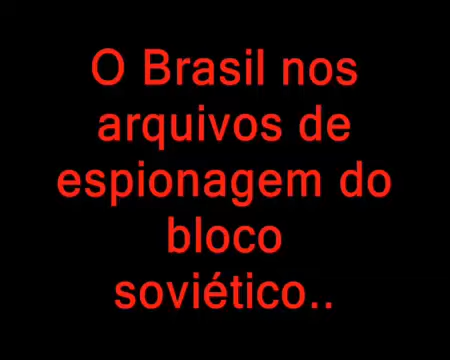 O Brasil nos
arquivos de
espionagem do
bloco
soviético..